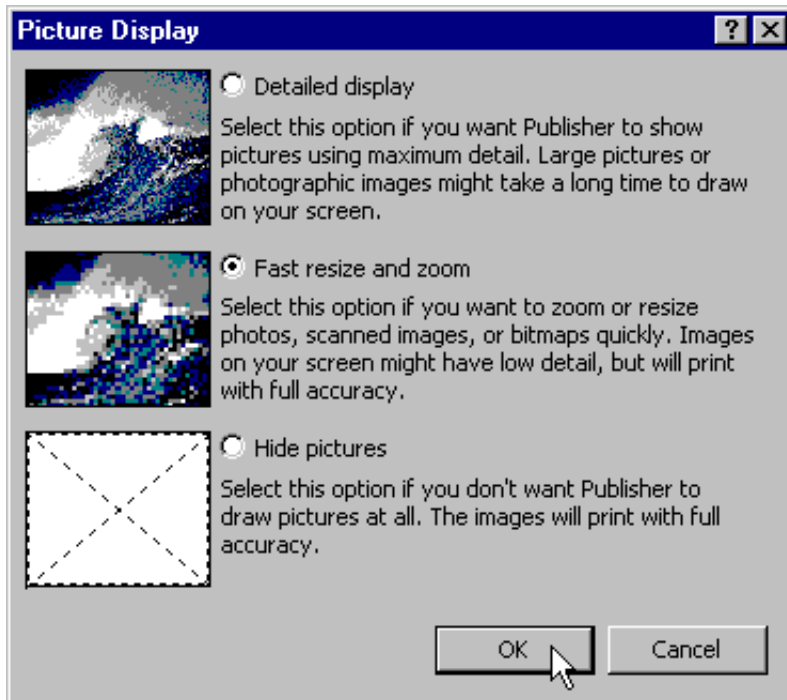 Picture Display
Detailed display
Select this option if you want Publisher to show
pictures using maximum detail. Large pictures or
photographic images might take a long time to draw
on your screen.
Fast resize and zoom
Select this option if you want to zoom or resize
photos, scanned images, or bitmaps quickly. Images
on your screen might have low detail, but will print
with full accuracy.
Hide pictures
Select this option if you don't want Publisher to
draw pictures at all. The images will print with full
accuracy.
OK
Cancel